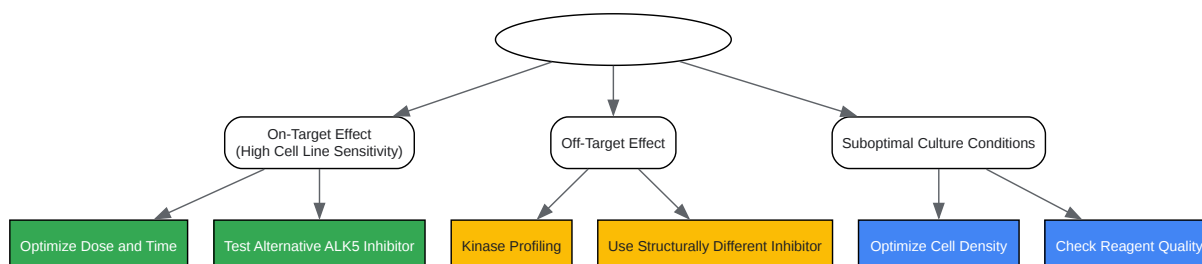 On-Target Effect
(High Cell Line Sensitivity)
Off-Target Effect
Suboptimal Culture Conditions
Optimize Dose and Time
Test Alternative ALK5 Inhibitor
Kinase Profiling
Use Structurally Different Inhibitor
Optimize Cell Density
Check Reagent Quality